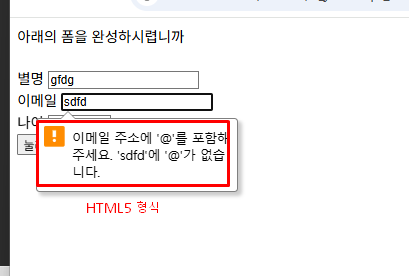 아래의 폼을 완성하시렵니까
별명 gfdg
이메일 sdfd
이메일 주소에 '@'를 포함해
주세요. 'sdfd'에 '@'가 없습
니다.
HTML5 형식